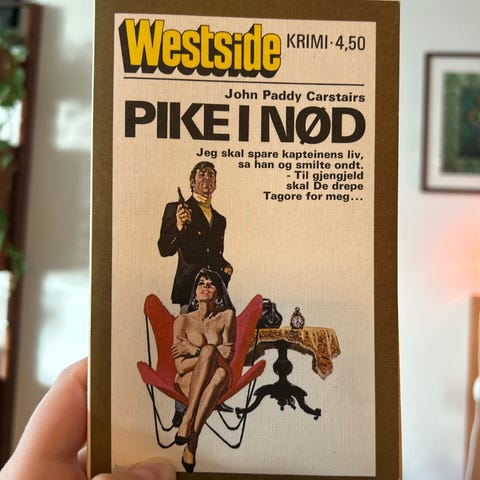 Westside KRIMI · 4,50
John Paddy Carstairs
PIKE I NØD
Jeg skal spare kapteinens liv,
sa han og smilte ondt.
- Til gjengjeld
skal De drepe
Tagore for meg...